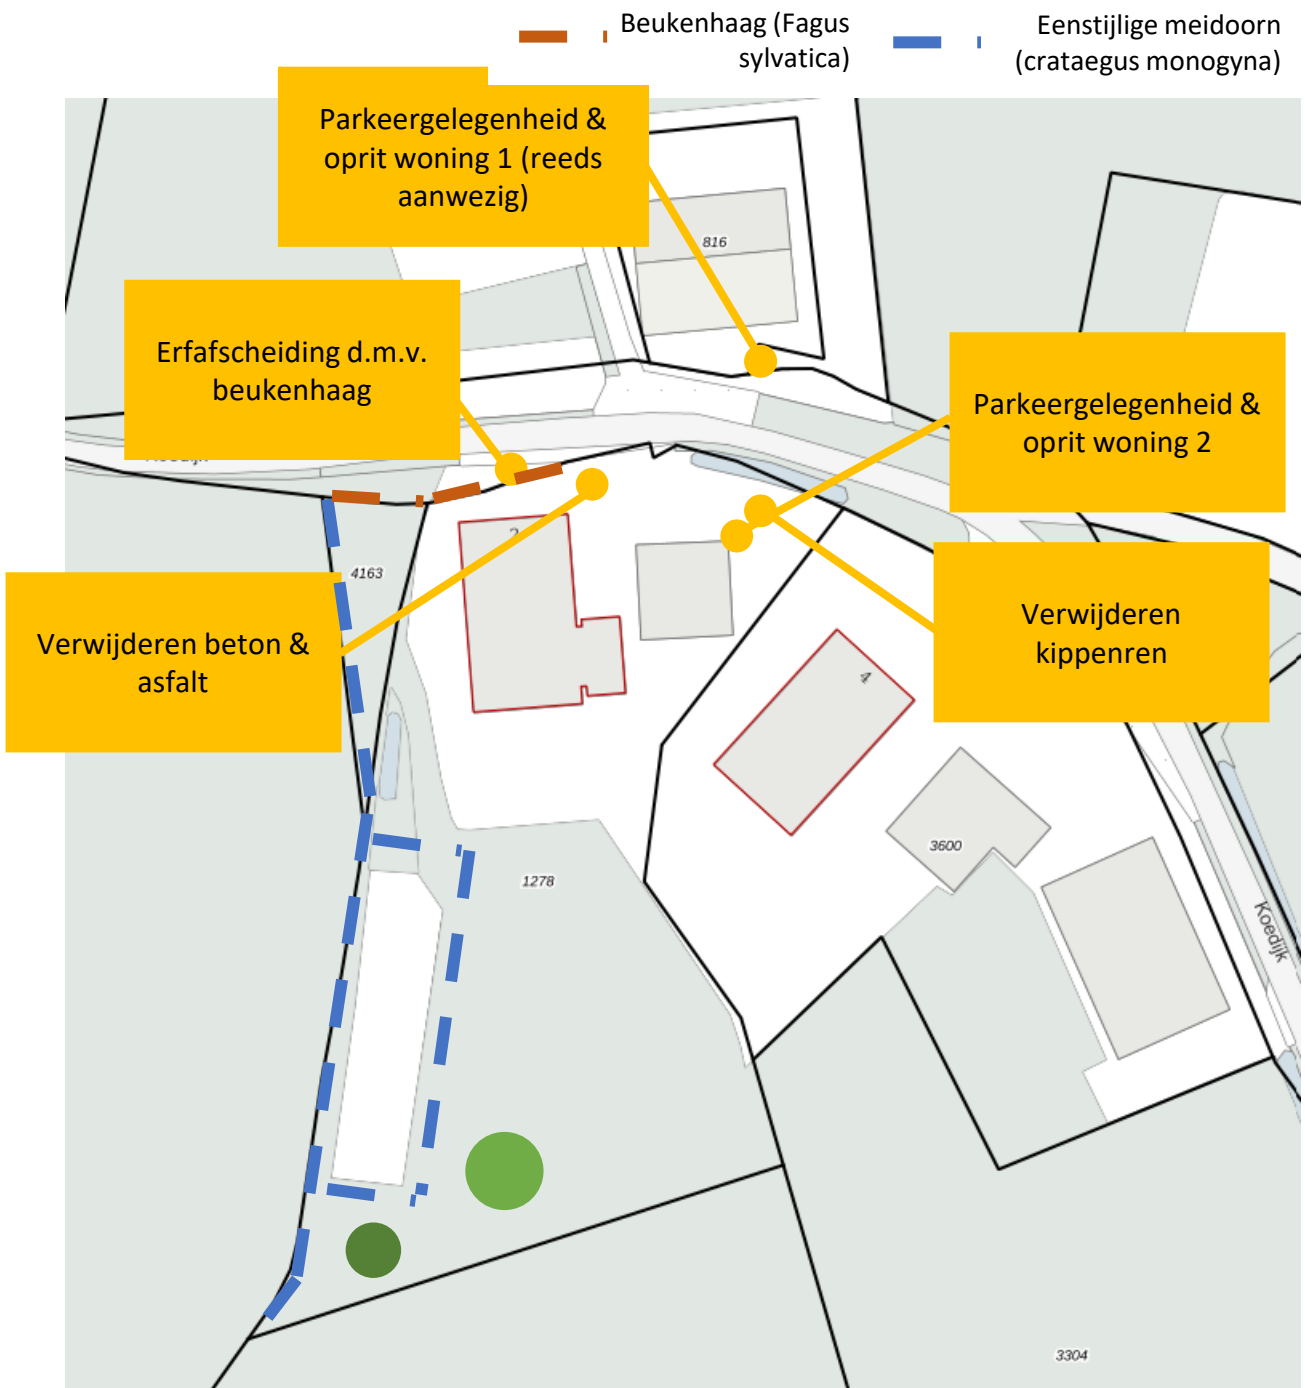 Beukenhaag (Fagus
sylvatica)
Eenstijlige meidoorn
(crataegus monogyna)
Parkeergelegenheid &
oprit woning 1 (reeds
aanwezig)
816
Erfafscheiding d.m.v.
beukenhaag
Parkeergelegenheid &
oprit woning 2
2
4163
Verwijderen beton &
asfalt
Verwijderen
kippenren
4
3600
1278
Koedijk
3304